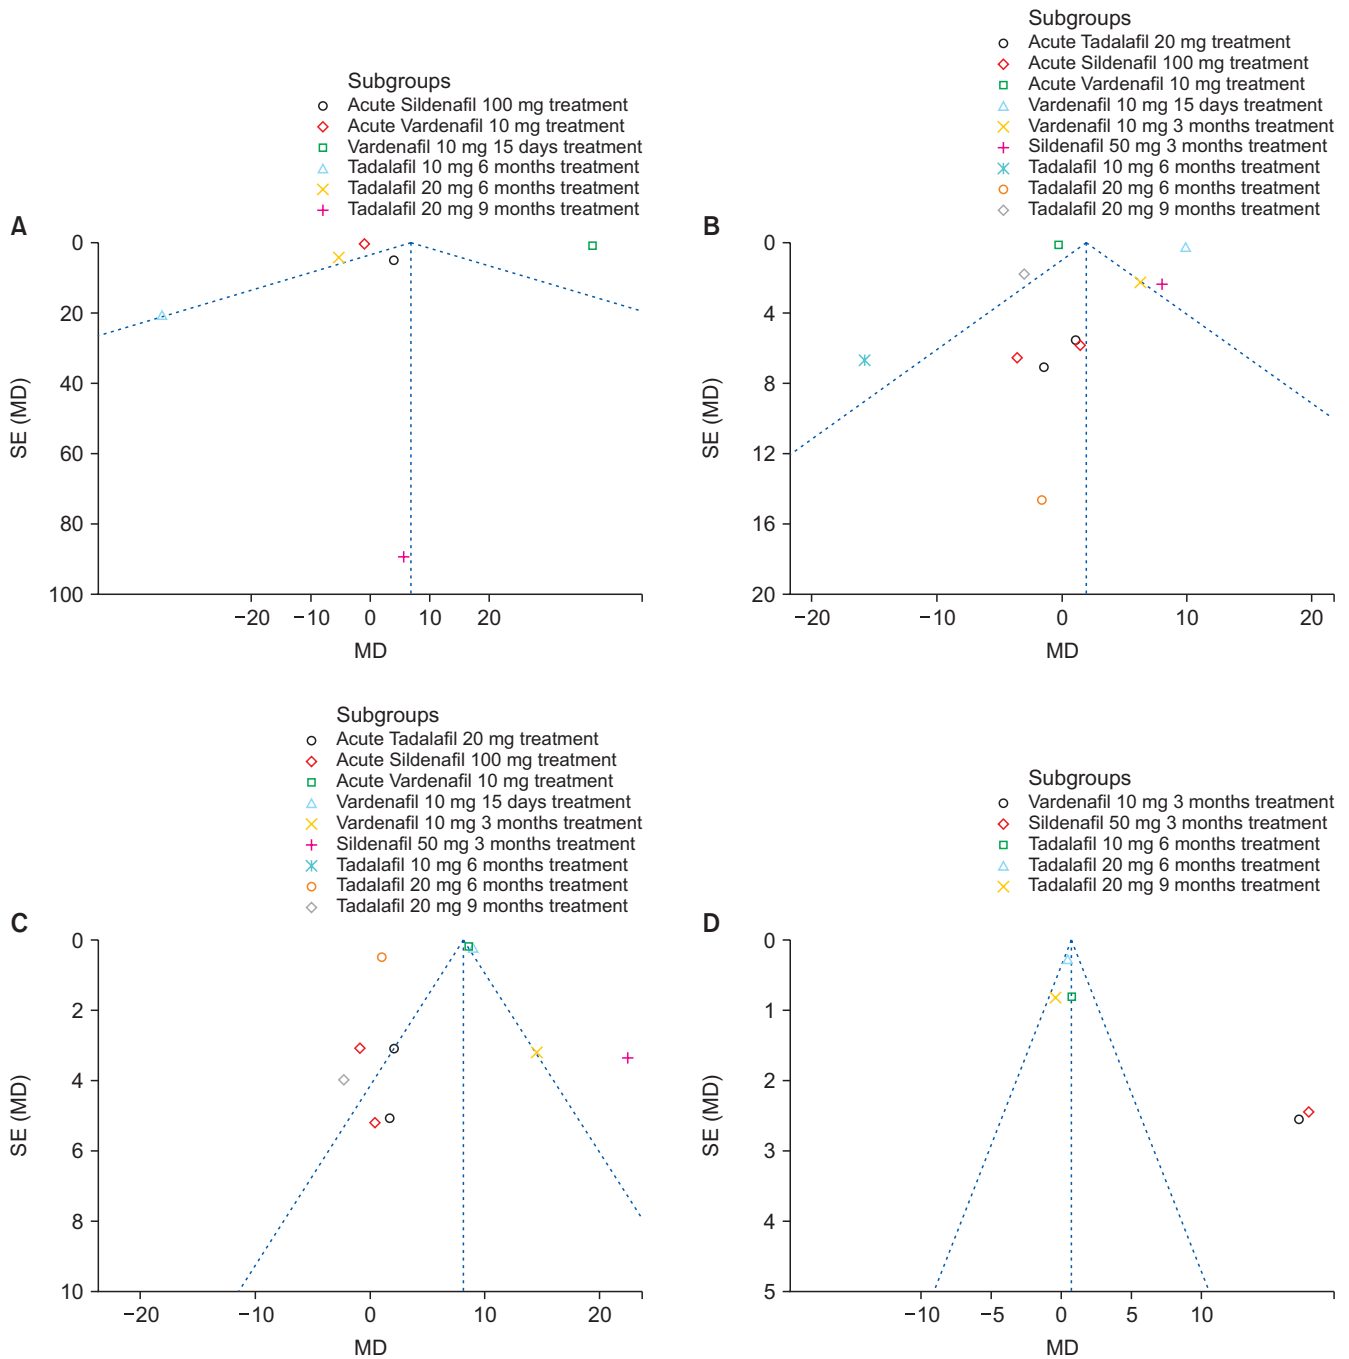 Subgroups
Acute Sildenafil 100 mg treatment
Acute Vardenafil 10 mg treatment
Vardenafil 10 mg 15 days treatment
Tadalafil 10 mg 6 months treatment
Tadalafil 20 mg 6 months treatment
Tadalafil 20 mg 9 months treatment
A
0
20
40
60
80
100
SE (MD)
−20 −10 0 10 20
MD
Subgroups
Acute Tadalafil 20 mg treatment
Acute Sildenafil 100 mg treatment
Acute Vardenafil 10 mg treatment
Vardenafil 10 mg 15 days treatment
Vardenafil 10 mg 3 months treatment
Sildenafil 50 mg 3 months treatment
Tadalafil 10 mg 6 months treatment
Tadalafil 20 mg 6 months treatment
Tadalafil 20 mg 9 months treatment
B
0
4
8
12
16
20
SE (MD)
−20 −10 0 10 20
MD
Subgroups
Acute Tadalafil 20 mg treatment
Acute Sildenafil 100 mg treatment
Acute Vardenafil 10 mg treatment
Vardenafil 10 mg 15 days treatment
Vardenafil 10 mg 3 months treatment
Sildenafil 50 mg 3 months treatment
Tadalafil 10 mg 6 months treatment
Tadalafil 20 mg 6 months treatment
Tadalafil 20 mg 9 months treatment
C
0
2
4
6
8
10
SE (MD)
−20 −10 0 10 20
MD
Subgroups
Vardenafil 10 mg 3 months treatment
Sildenafil 50 mg 3 months treatment
Tadalafil 10 mg 6 months treatment
Tadalafil 20 mg 6 months treatment
Tadalafil 20 mg 9 months treatment
D
0
1
2
3
4
5
SE (MD)
−10 −5 0 5 10
MD